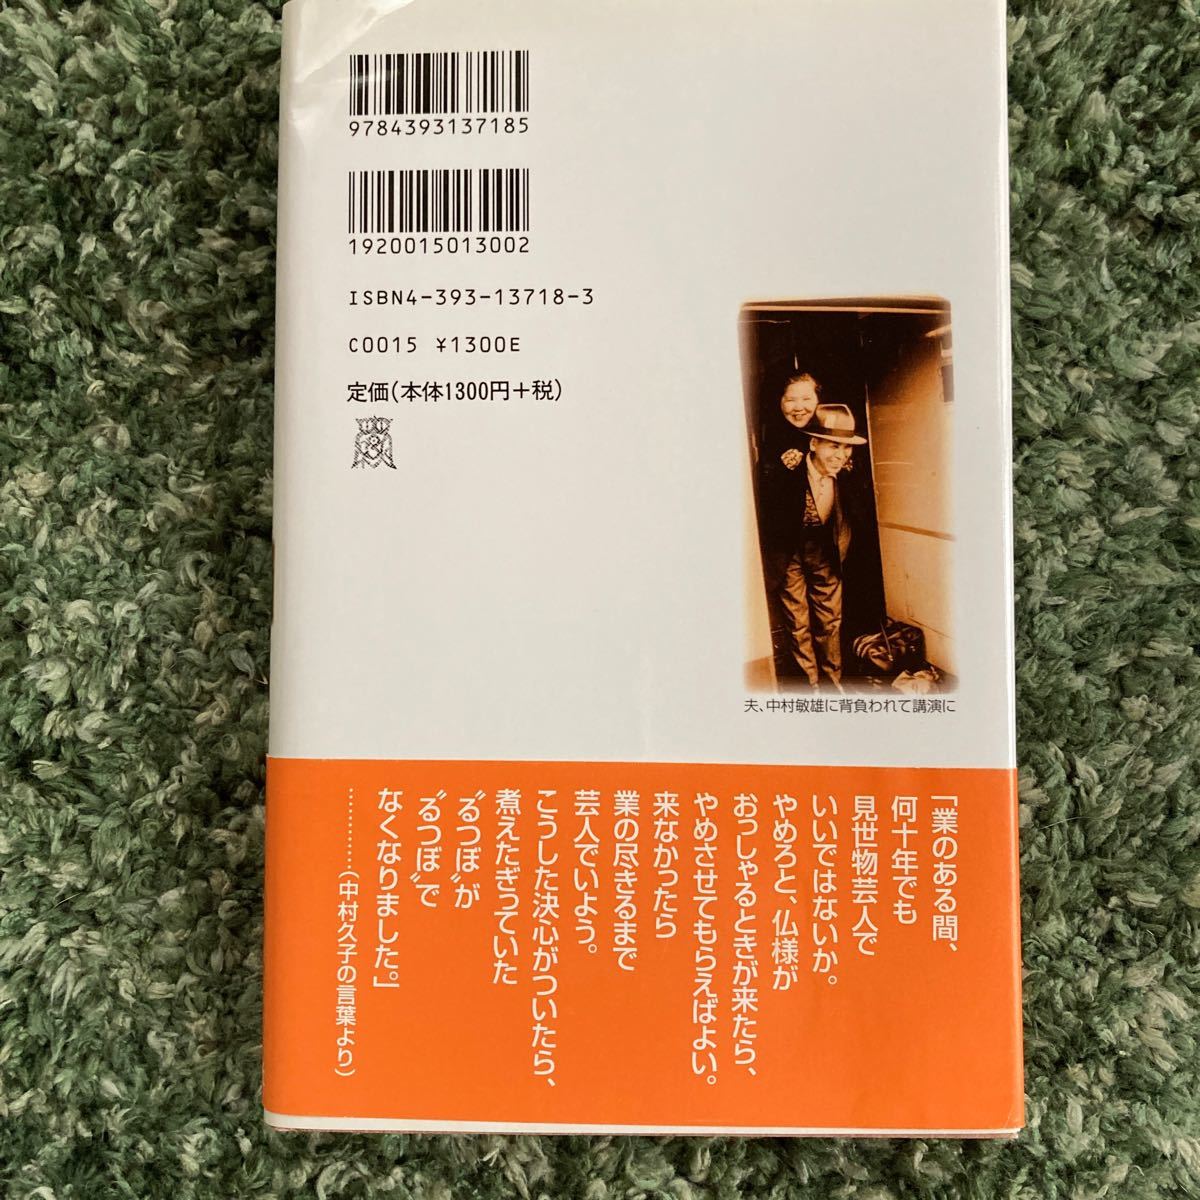 9784393137185
1920015013002
ISBN4-393-13718-3
C0015 ¥1300E
定価(本体1300円+税)
夫、中村敏雄に背負われて講演に
「業のある間、
何十年でも
見世物芸人で
いいではないか。
やめろと、仏様が
おっしゃるときが来たら、
やめさせてもらえばよい。
来なかったら
業の尽きるまで
芸人でいよう。
こうした決心がついたら、
煮えたぎっていた
〝るつぼ〟が
〝るつぼ〟で
なくなりました。」
…………(中村久子の言葉より)